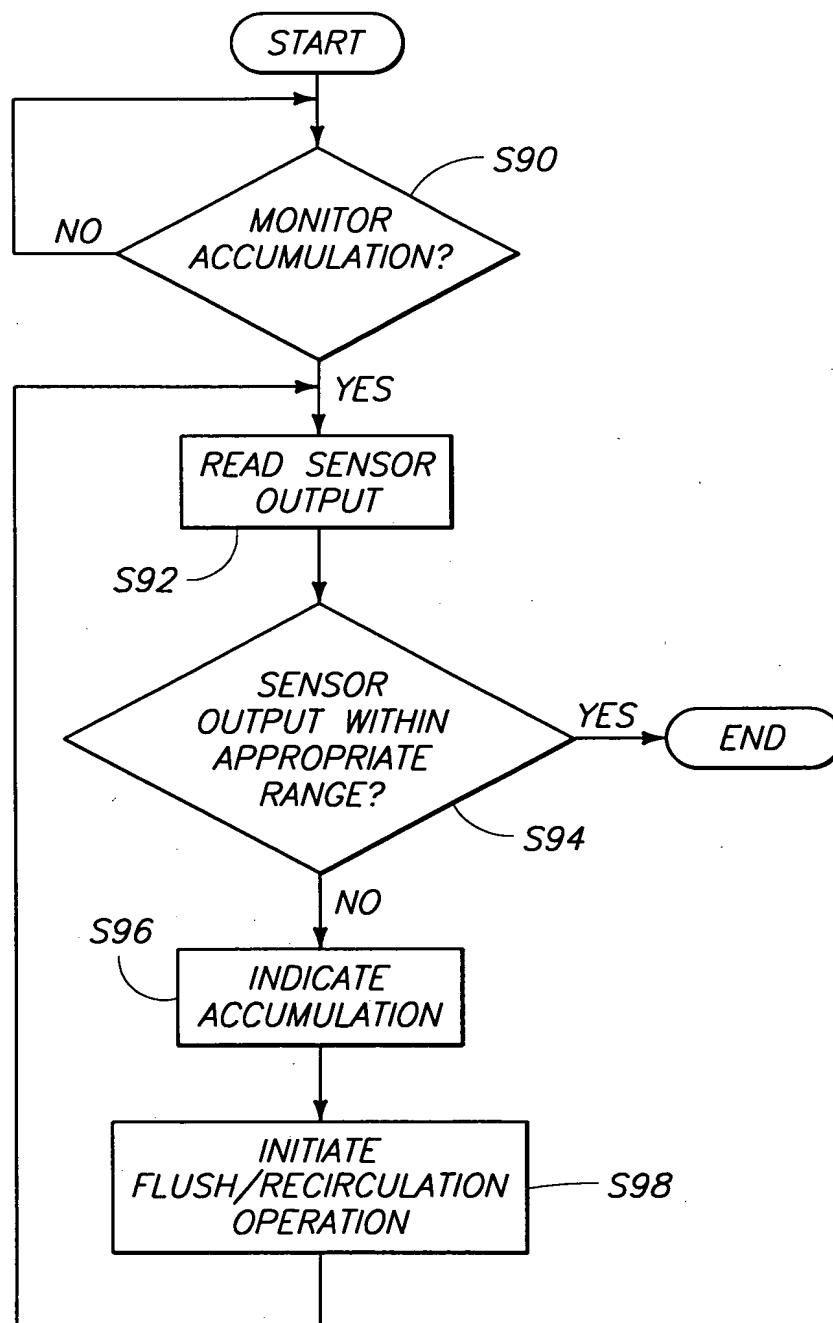 START
S90
MONITOR
ACCUMULATION?
NO
YES
READ SENSOR
OUTPUT
S92
SENSOR
OUTPUT WITHIN
APPROPRIATE
RANGE?
YES
END
S94
NO
S96
INDICATE
ACCUMULATION
INITIATE
FLUSH/RECIRCULATION
OPERATION
S98